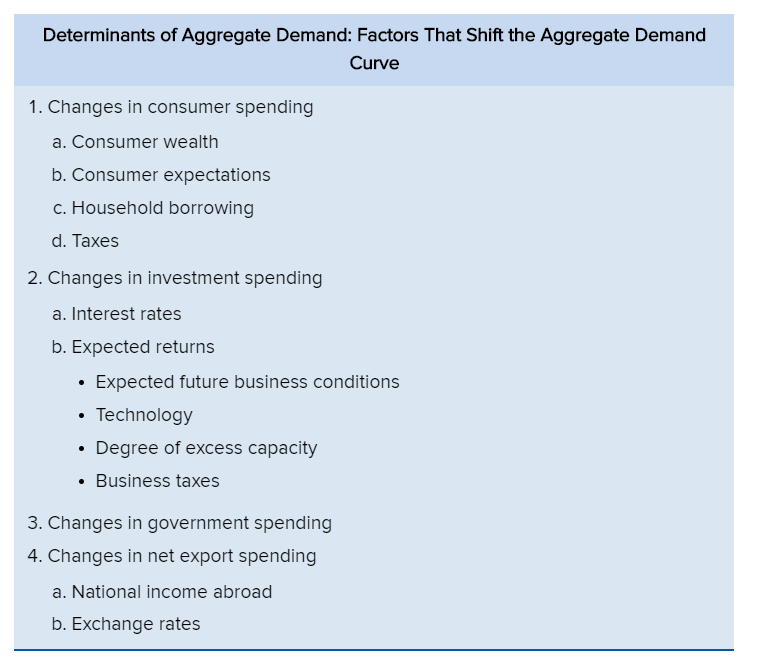 Determinants of Aggregate Demand: Factors That Shift the Aggregate Demand
Curve
1. Changes in consumer spending
a. Consumer wealth
b. Consumer expectations
c. Household borrowing
d. Taxes
2. Changes in investment spending
a. Interest rates
b. Expected returns
• Expected future business conditions
• Technology
• Degree of excess capacity
• Business taxes
3. Changes in government spending
4. Changes in net export spending
a. National income abroad
b. Exchange rates